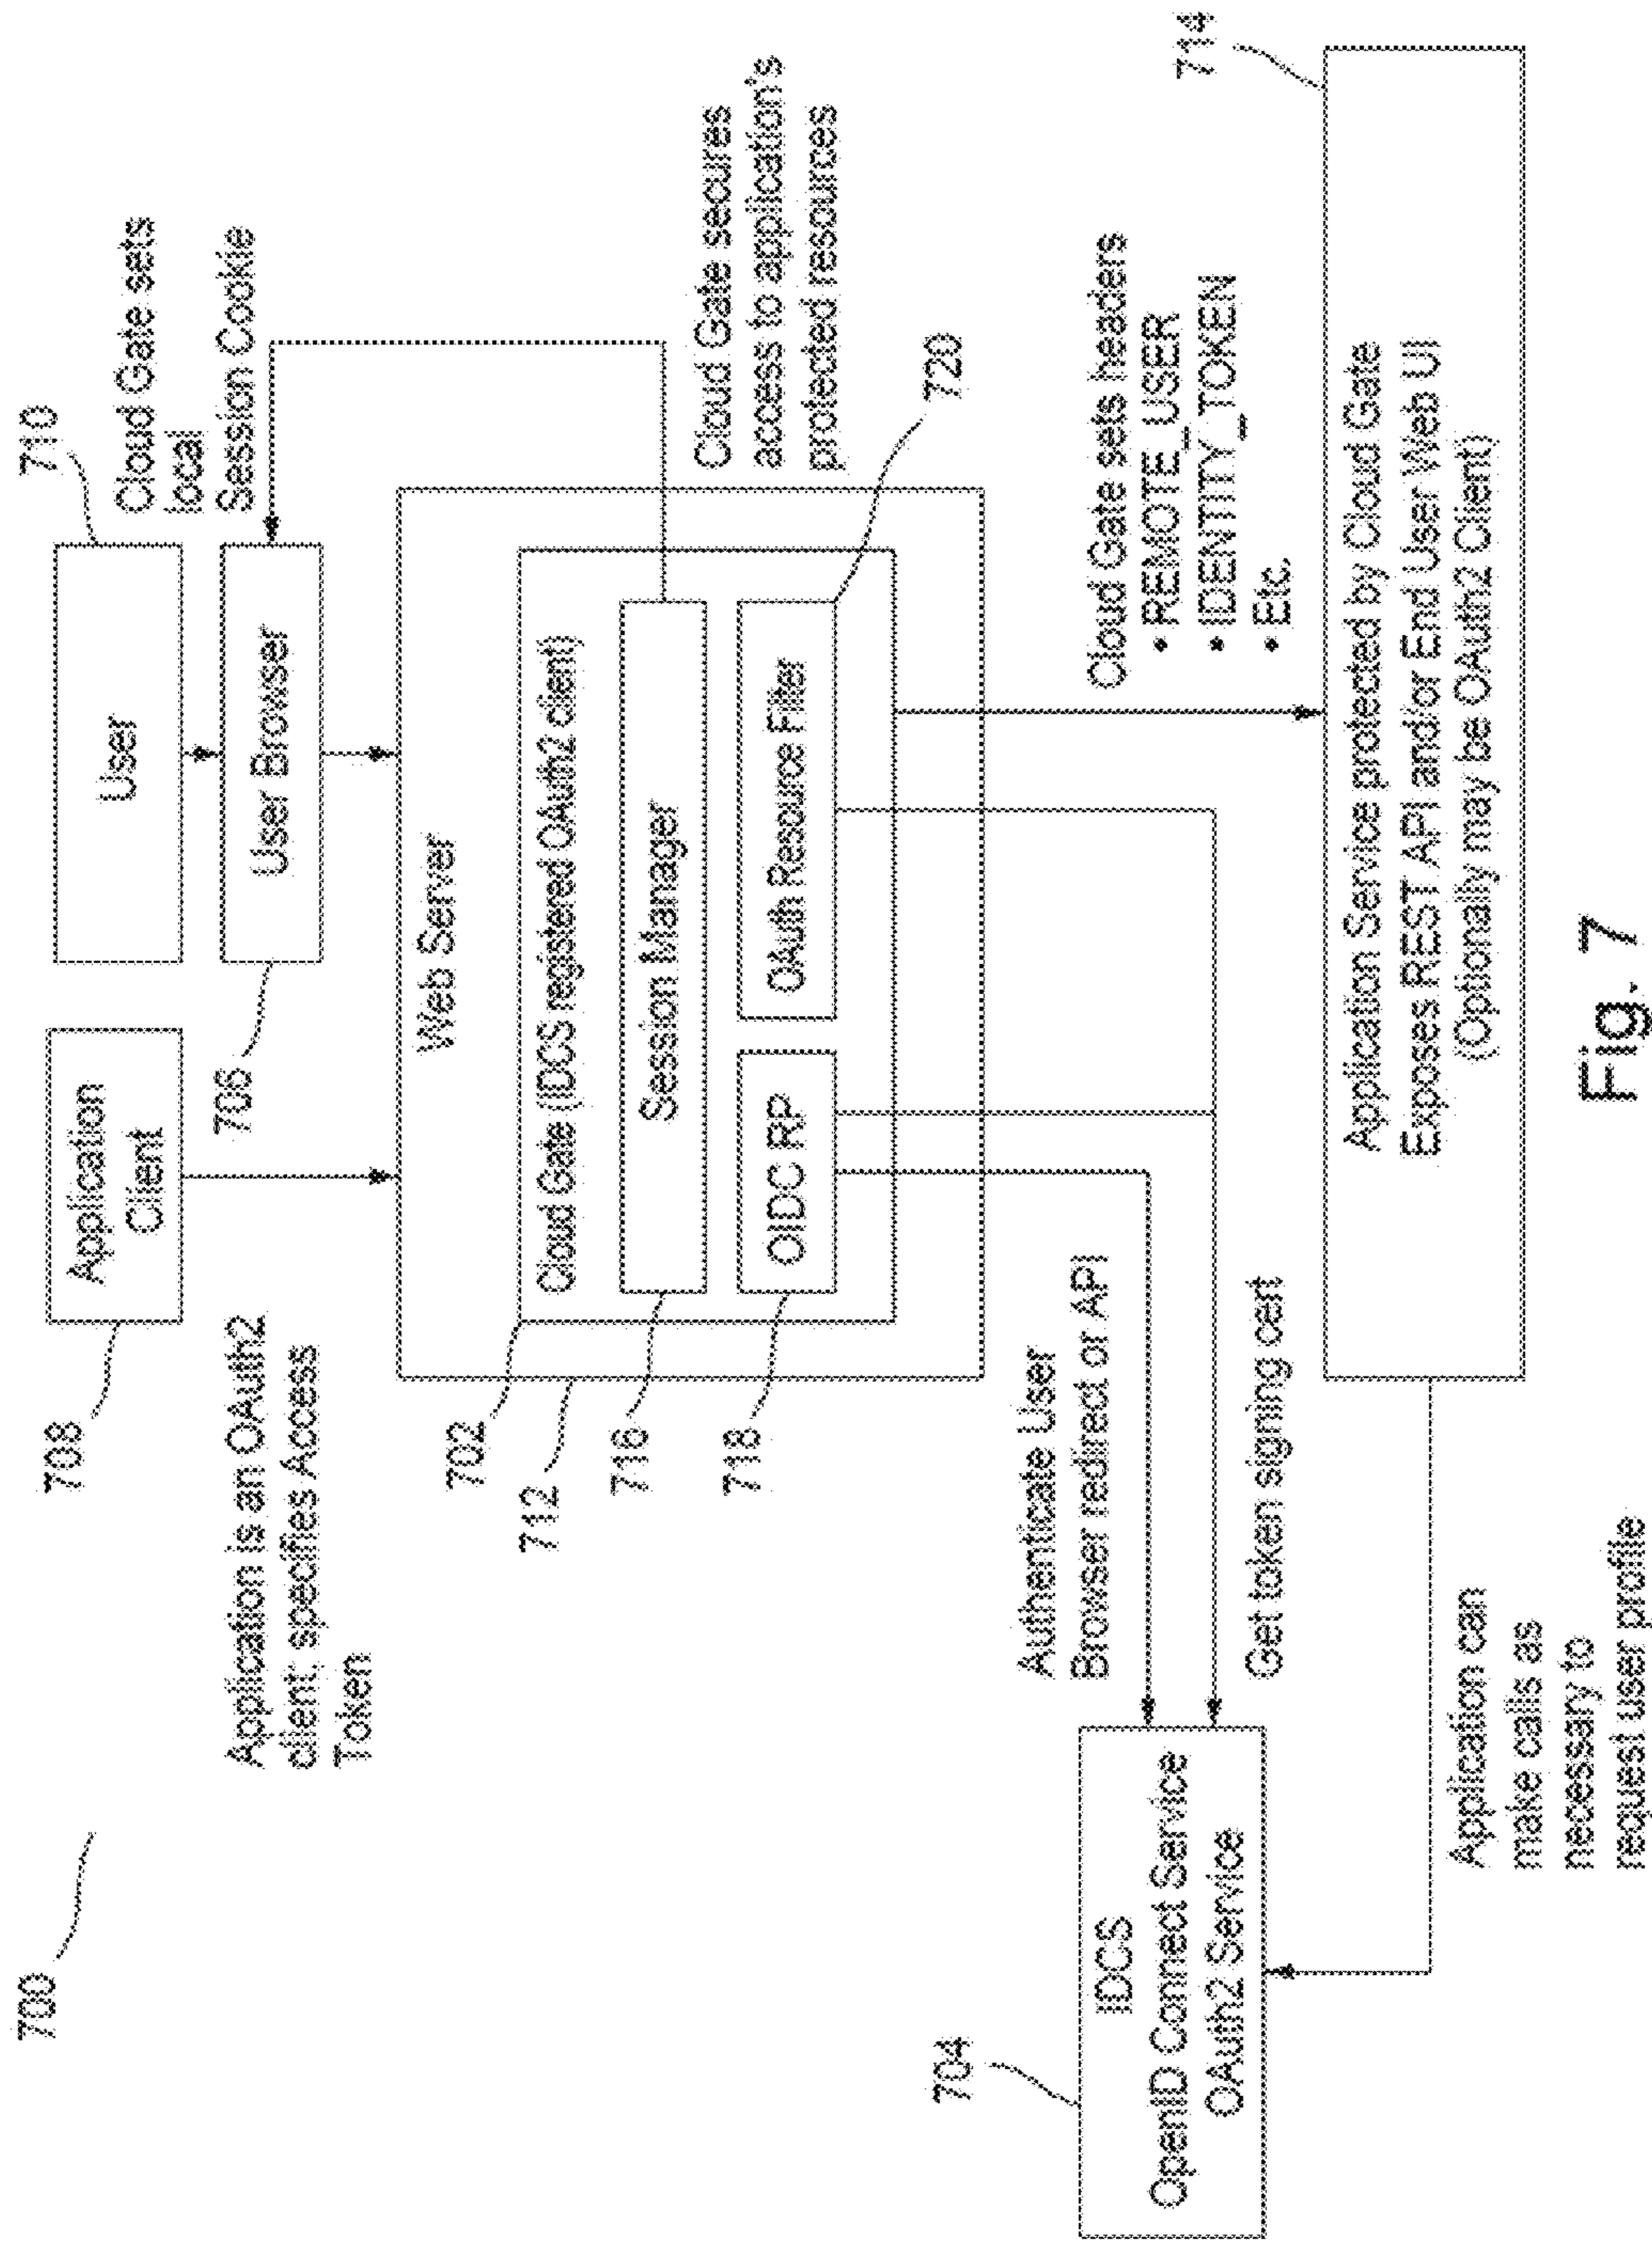 700
708
Application
Client
710
User
Application is an OAuth2
client; specifies Access
Token
706
User Browser
Cloud Gate sets
local
Session Cookie
Web Server
702
712
Cloud Gate (IDCS registered OAuth2 client)
716
Session Manager
718
OIDC RP
OAuth Resource Filter
720
Cloud Gate secures
access to application's
protected resources
704
IDCS
OpenID Connect Service
OAuth2 Service
Authenticate User
Browser redirect or API
Get token signing cert
Cloud Gate sets headers
• REMOTE_USER
• IDENTITY_TOKEN
• Etc.
714
Application Service protected by Cloud Gate
Exposes REST API and/or End User Web UI
(Optionally may be OAuth2 Client)
Application can
make calls as
necessary to
request user profile
Fig. 7